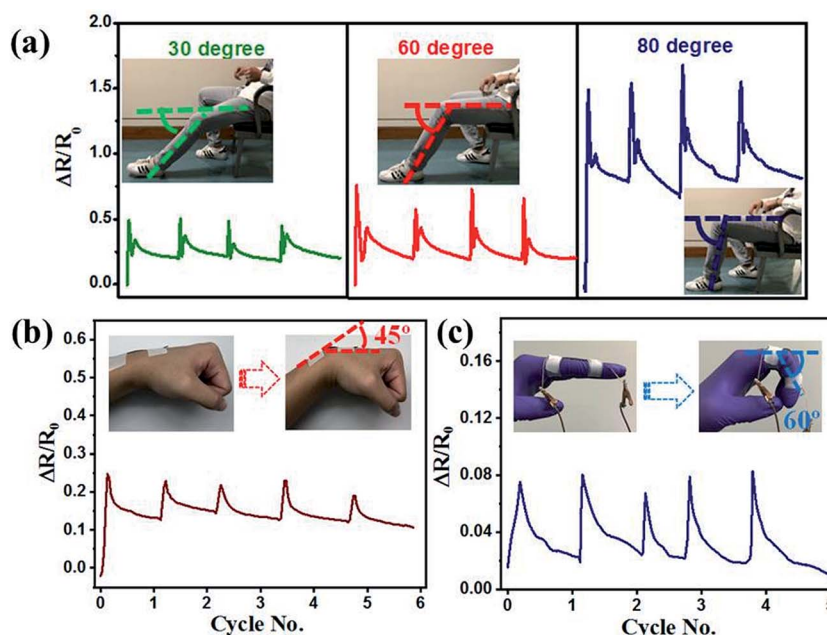 (a)
30 degree
60 degree
80 degree
2.0
1.5
1.0
0.5
0.0
ΔR/R0
Cycle No.
(b)
45°
0.6
0.5
0.4
0.3
0.2
0.1
0.0
ΔR/R0
0 1 2 3 4 5 6
Cycle No.
(c)
60°
0.16
0.12
0.08
0.04
0.00
ΔR/R0
0 1 2 3 4 5
Cycle No.